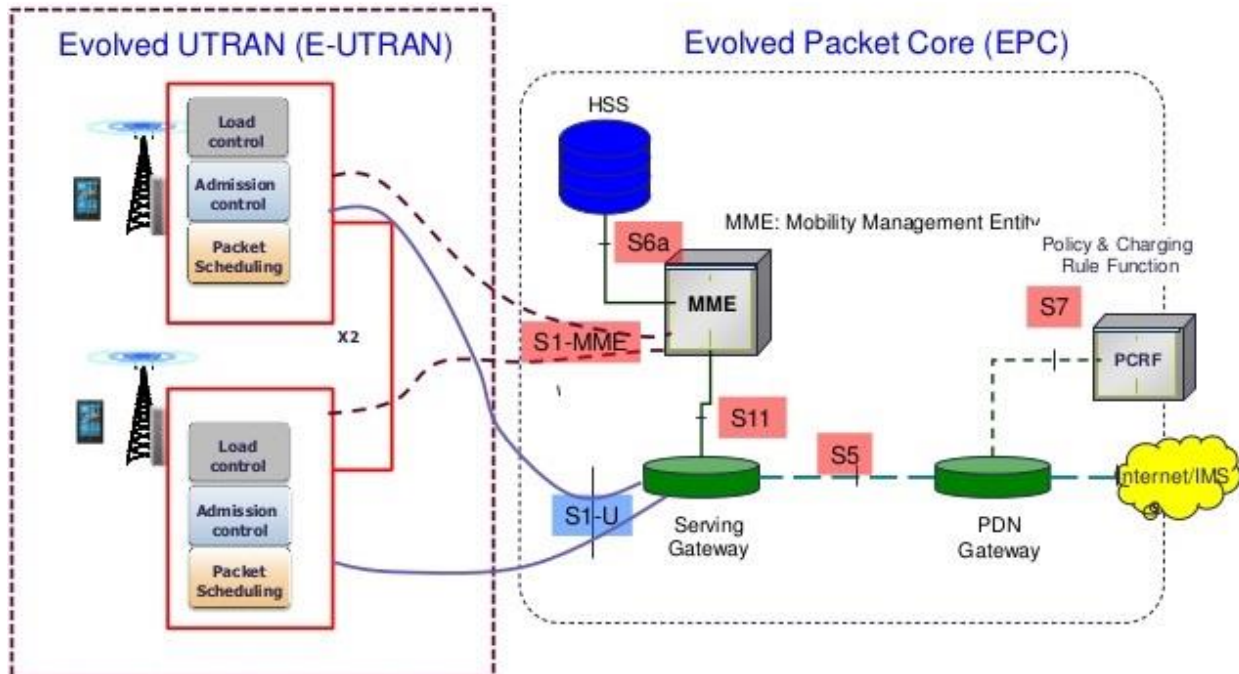 Evolved UTRAN (E-UTRAN)
Evolved Packet Core (EPC)
Load
control
Admission
control
Packet
Scheduling
X2
Load
control
Admission
control
Packet
Scheduling
HSS
S6a
MME: Mobility Management Entity
MME
S1-MME
Policy & Charging
Rule Function
S7
PCRF
S11
S5
S1-U
Serving
Gateway
PDN
Gateway
Internet/IMS